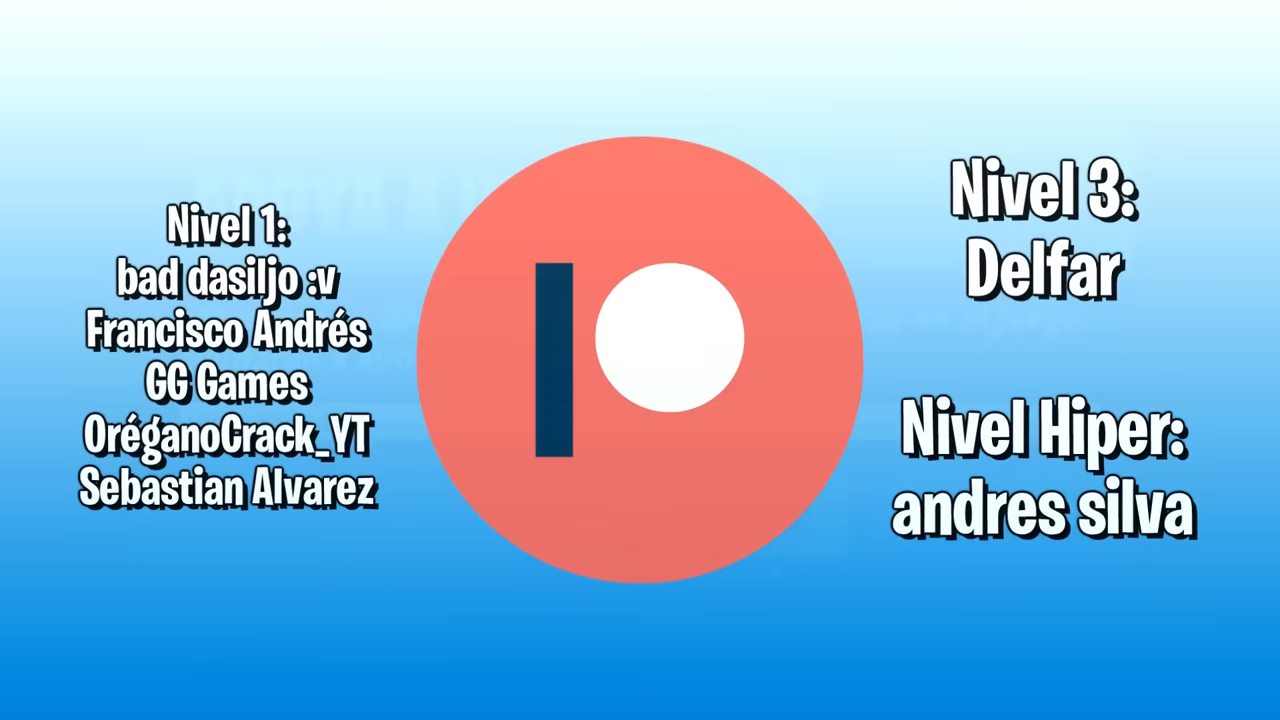 Nivel 1:
bad dasiljo :v
Francisco Andrés
GG Games
OréganoCrack_YT
Sebastian Alvarez
Nivel 3:
Delfar
Nivel Hiper:
andres silva